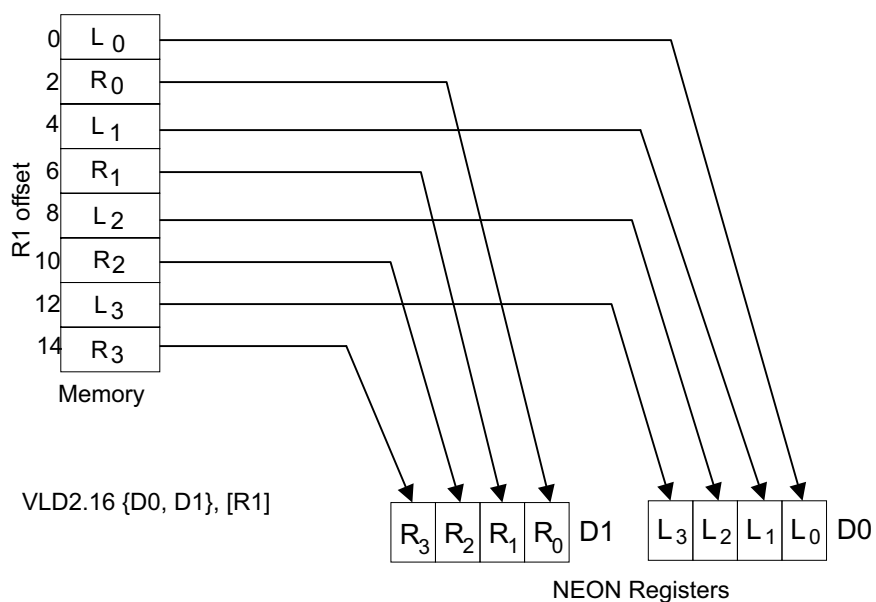 0 L0
2 R0
4 L1
6 R1
8 L2
10 R2
12 L3
14 R3
R1 offset
Memory
VLD2.16 {D0, D1}, [R1]
R3 R2 R1 R0 D1 L3 L2 L1 L0 D0
NEON Registers